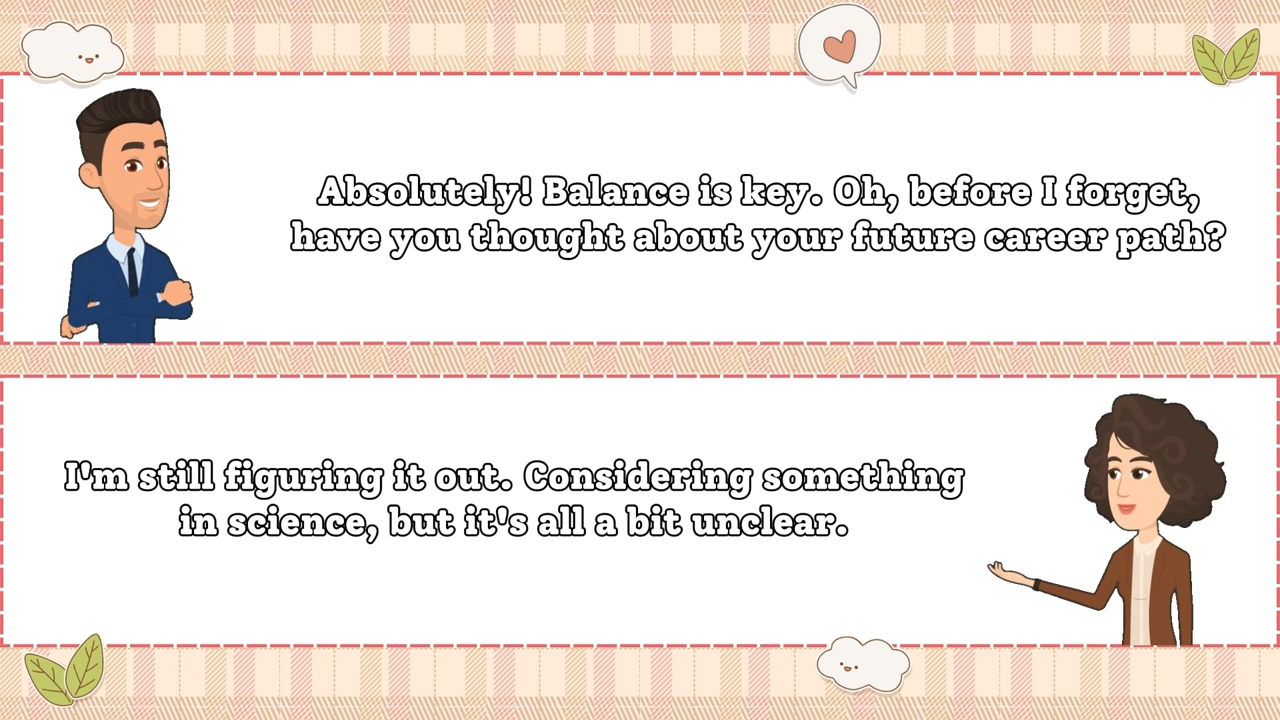 Absolutely! Balance is key. Oh, before I forget,
have you thought about your future career path?
I'm still figuring it out. Considering something
in science, but it's all a bit unclear.